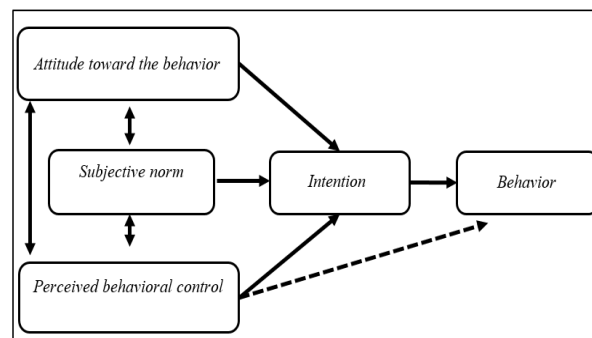 Attitude toward the behavior
Subjective norm
Intention
Behavior
Perceived behavioral control